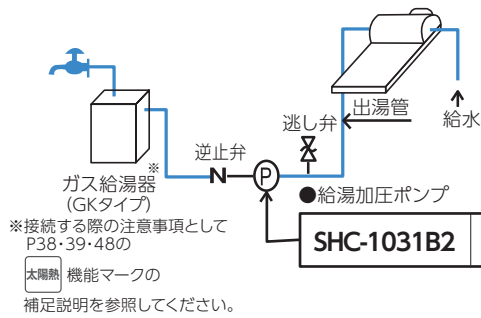 出湯管
給水
逃し弁
逆止弁
P
※
ガス給湯器
(GKタイプ)
●給湯加圧ポンプ
※接続する際の注意事項として
P38・39・48の
太陽熱 機能マークの
補足説明を参照してください。
SHC-1031B2